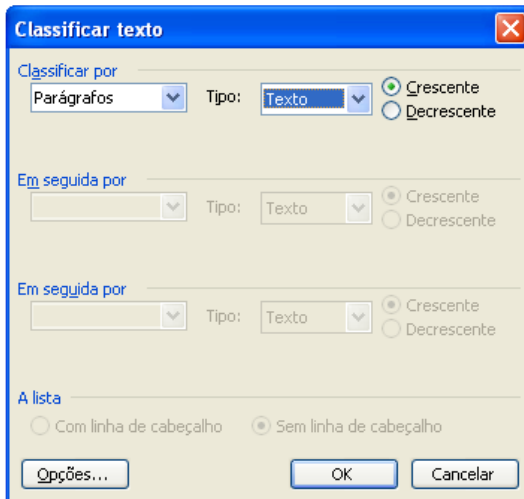 Classificar texto
Classificar por
Parágrafos Tipo: Texto Crescente
Decrescente
Em seguida por
Tipo: Texto Crescente
Decrescente
Em seguida por
Tipo: Texto Crescente
Decrescente
A lista
Com linha de cabeçalho Sem linha de cabeçalho
Opções... OK Cancelar